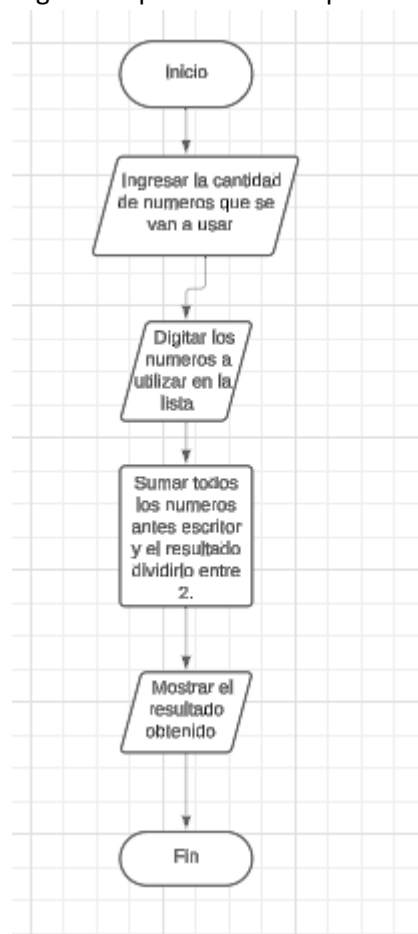 Inicio
Ingresar la cantidad
de numeros que se
van a usar
Digitar los
numeros a
utilizar en la
lista
Sumar todos
los numeros
antes escritor
y el resultado
dividirlo entre
2.
Mostrar el
resultado
obtenido
Fin